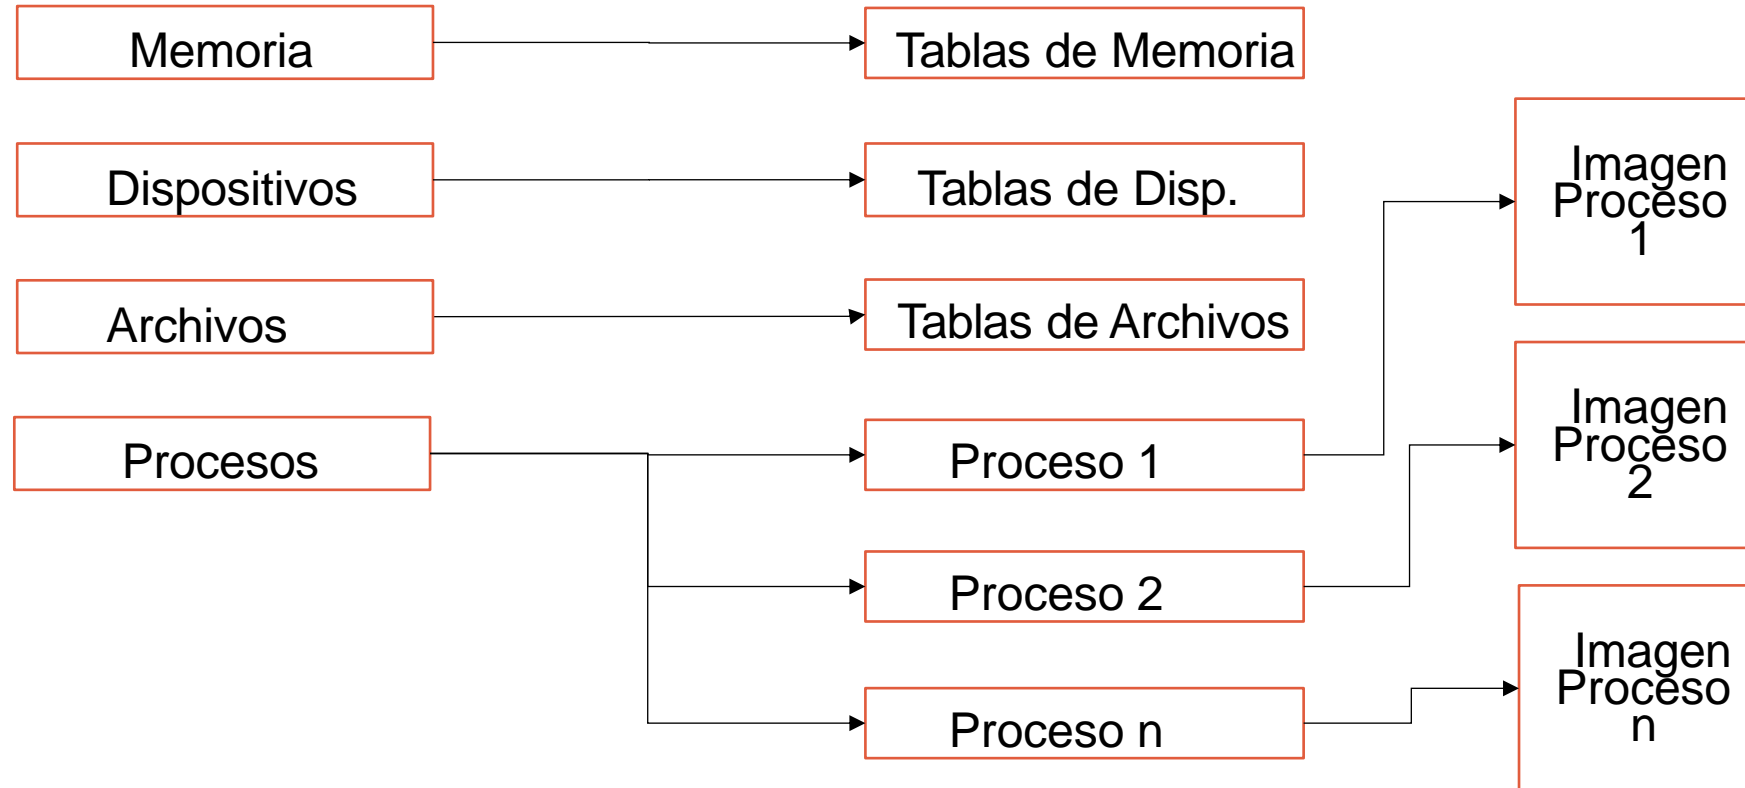 Memoria
Tablas de Memoria
Dispositivos
Tablas de Disp.
Archivos
Tablas de Archivos
Procesos
Proceso 1
Proceso 2
Proceso n
Imagen
Proceso
1
Imagen
Proceso
2
Imagen
Proceso
n